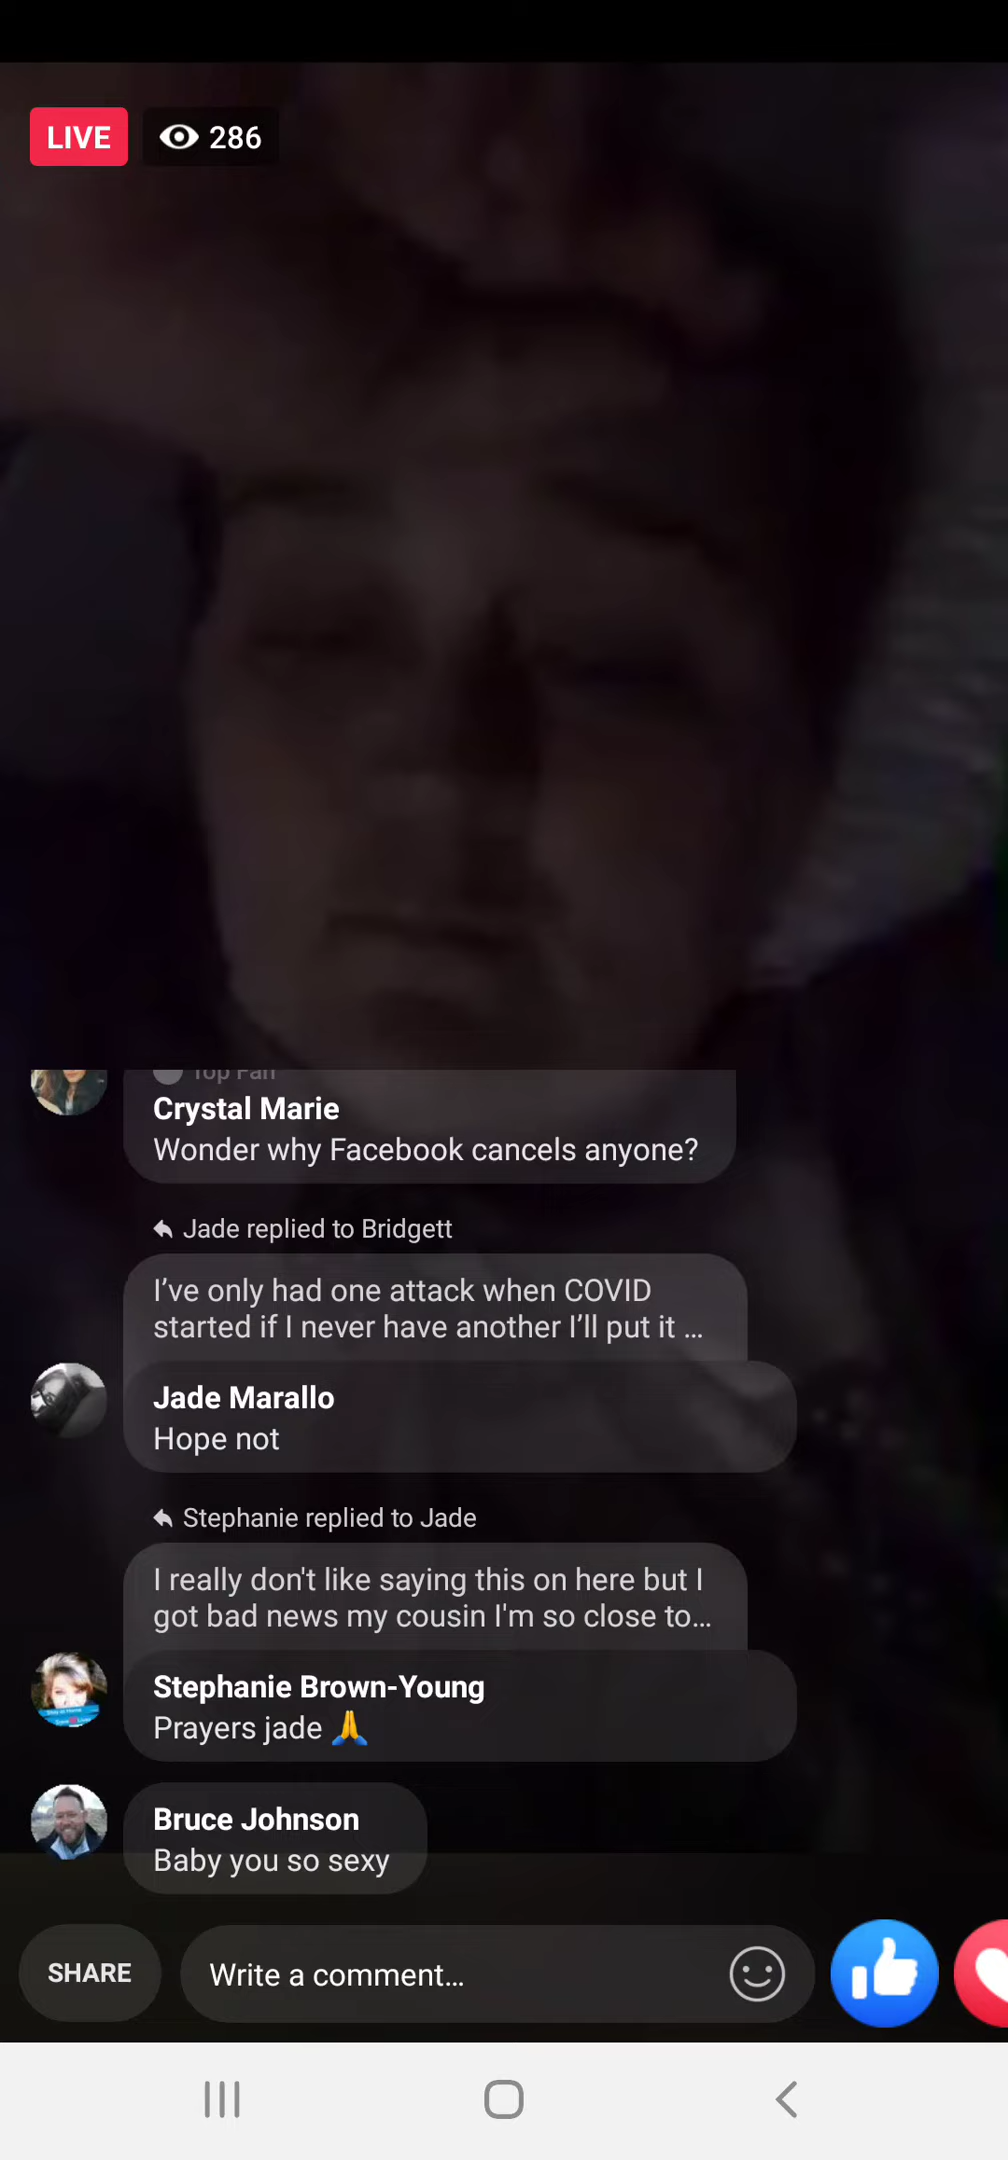 LIVE 286
Top Fan
Crystal Marie
Wonder why Facebook cancels anyone?
Jade replied to Bridgett
I’ve only had one attack when COVID
started if I never have another I’ll put it ...
Jade Marallo
Hope not
Stephanie replied to Jade
I really don't like saying this on here but I
got bad news my cousin I'm so close to...
Stephanie Brown-Young
Prayers jade 🙏
Bruce Johnson
Baby you so sexy
SHARE Write a comment...